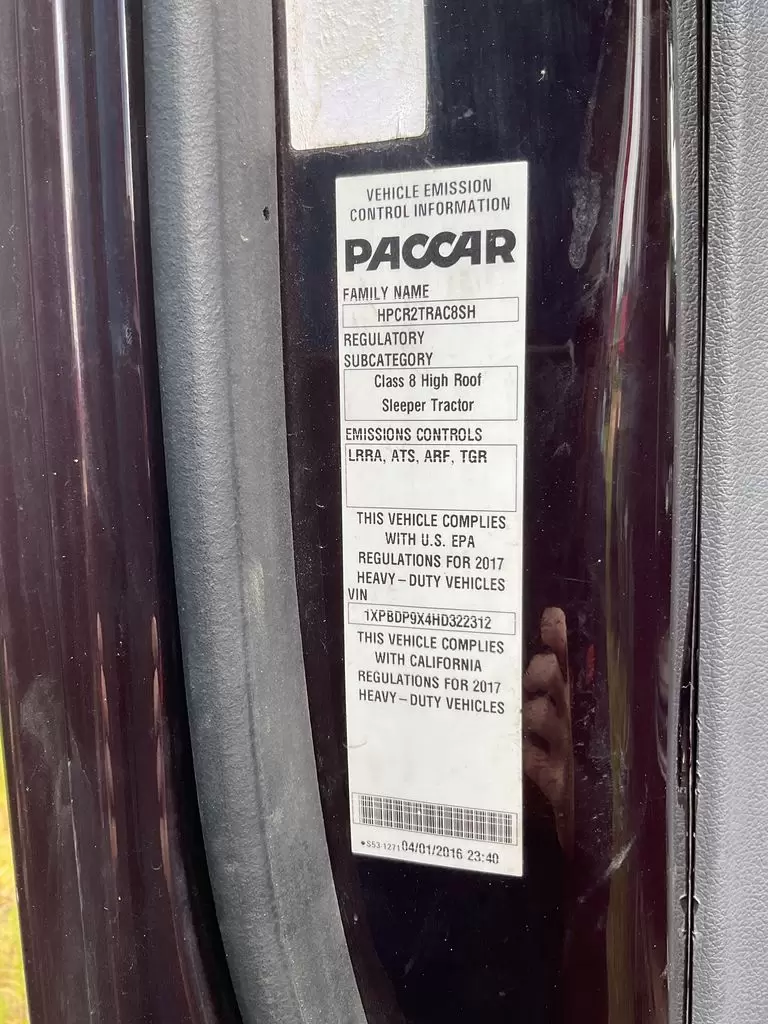 VEHICLE EMISSION
CONTROL INFORMATION
PACCAR
FAMILY NAME
HPCR2TRAC8SH
REGULATORY
SUBCATEGORY
Class 8 High Roof
Sleeper Tractor
EMISSIONS CONTROLS
LRRA, ATS, ARF, TGR
THIS VEHICLE COMPLIES
WITH U.S. EPA
REGULATIONS FOR 2017
HEAVY-DUTY VEHICLES
VIN
1XPBDP9X4HD322312
THIS VEHICLE COMPLIES
WITH CALIFORNIA
REGULATIONS FOR 2017
HEAVY-DUTY VEHICLES
S53-1271 04/01/2016 23:40